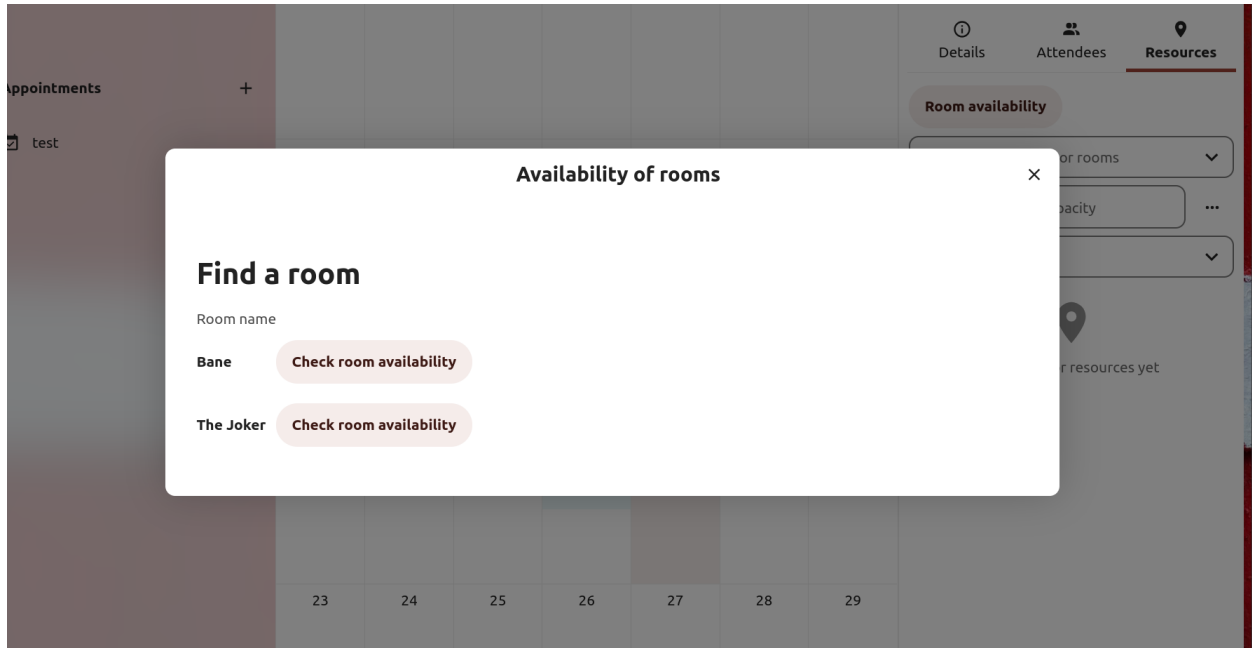 Details
Attendees
Resources
Appointments
Room availability
test
or rooms
Availability of rooms
pacity
Find a room
Room name
Bane
Check room availability
r resources yet
The Joker
Check room availability
23 24 25 26 27 28 29